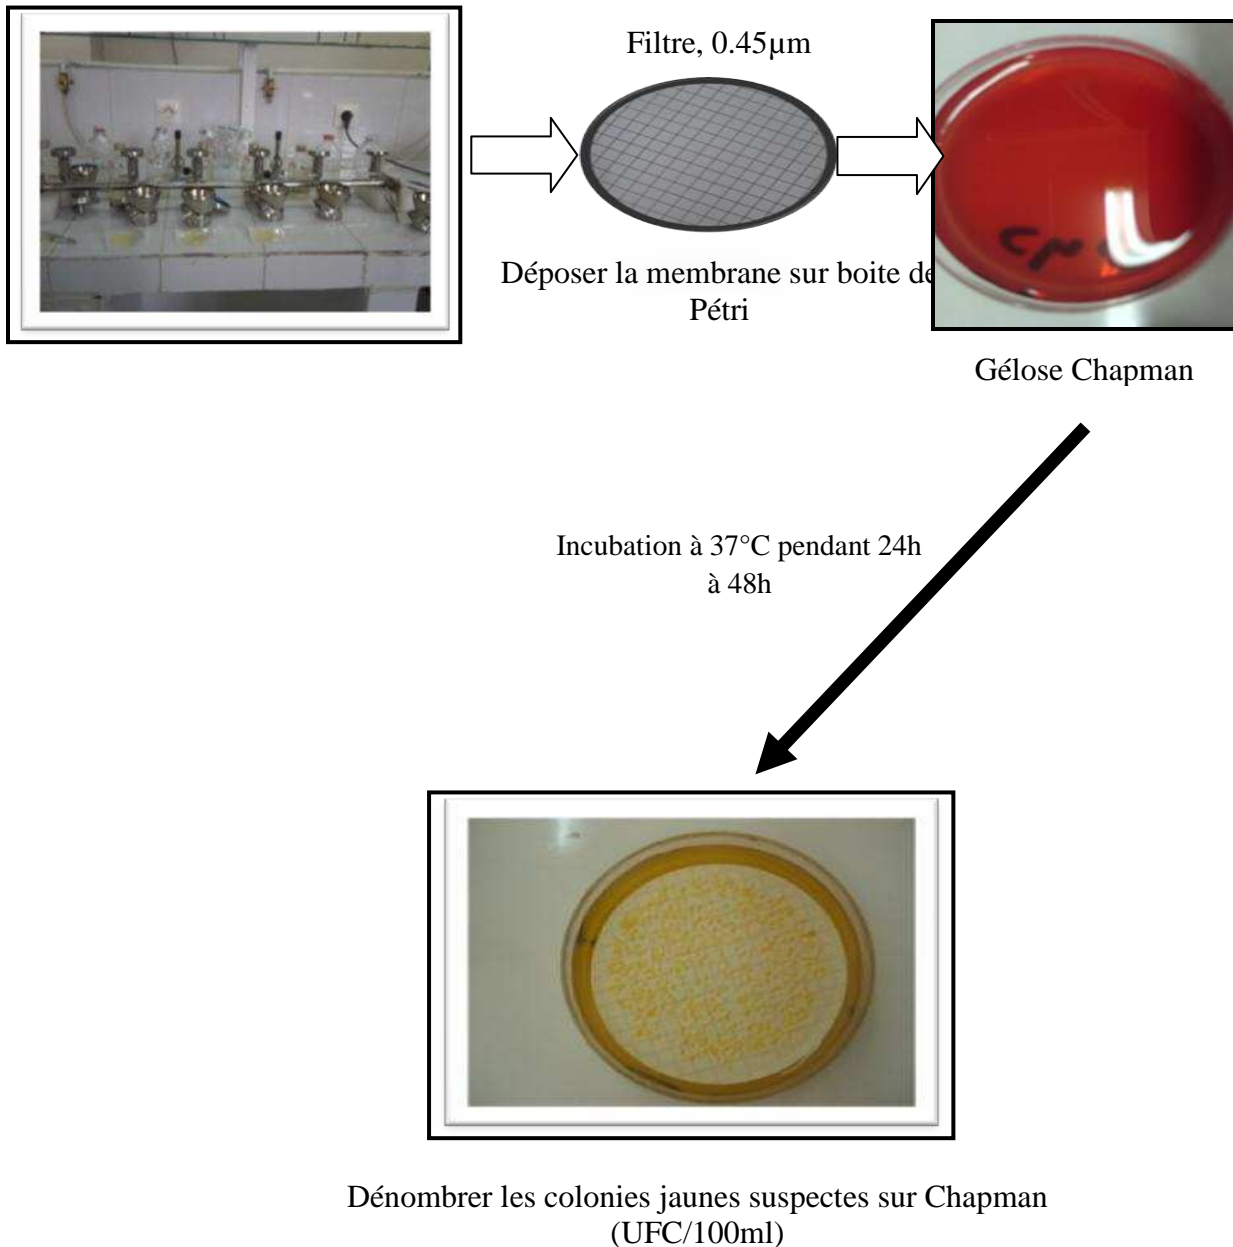 Filtre, 0.45µm
Déposer la membrane sur boite de
Pétri
Gélose Chapman
Incubation à 37°C pendant 24h
à 48h
Dénombrer les colonies jaunes suspectes sur Chapman
(UFC/100ml)